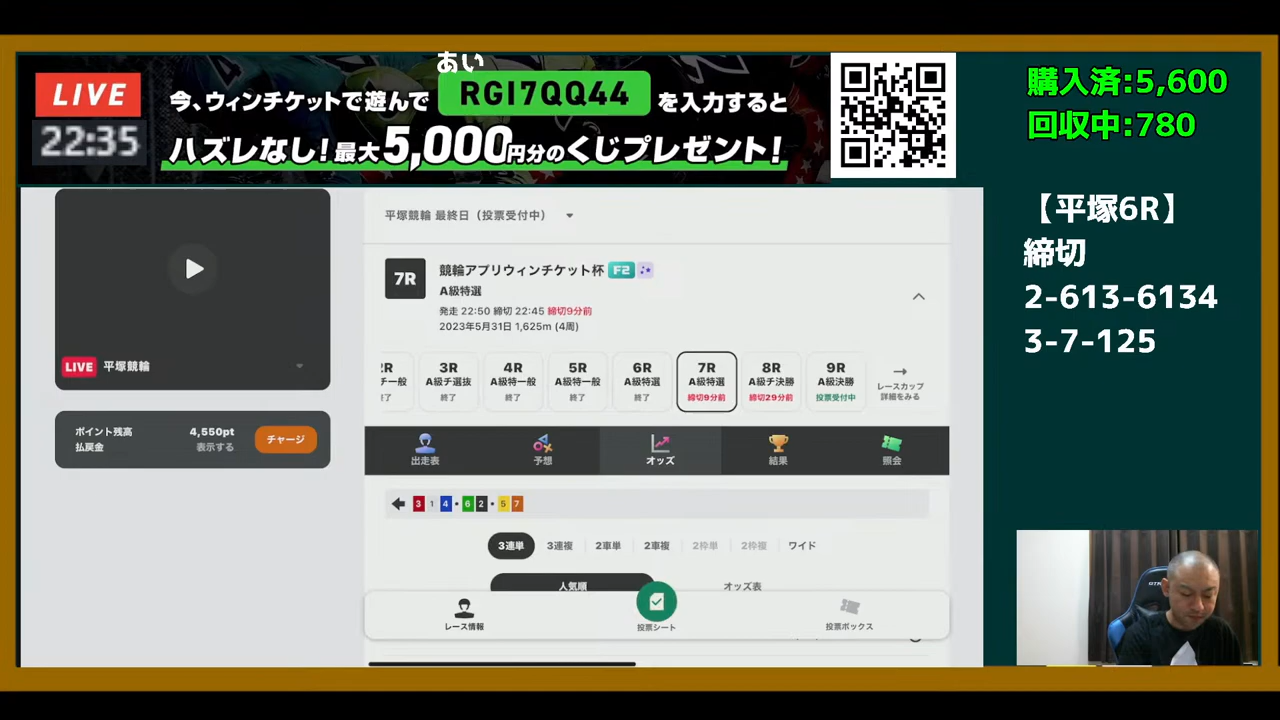 あい
LIVE
22:35
今、ウィンチケットで遊んで RGI7QQ44 を入力すると
ハズレなし!最大5,000円分のくじプレゼント!
購入済:5,600
回収中:780
【平塚6R】
締切
2-613-6134
3-7-125
LIVE 平塚競輪
ポイント残高 4,550pt
払戻金 表示する
チャージ
平塚競輪 最終日(投票受付中)
7R
競輪アプリウィンチケット杯 F2
A級特選
発走 22:50 締切 22:45 締切9分前
2023年5月31日 1,625m (4周)
2R 3R 4R 5R 6R 7R 8R 9R
チ一般 A級チ選抜 A級特一般 A級特一般 A級特選 A級特選 A級チ決勝 A級決勝
終了 終了 終了 終了 終了 締切9分前 締切29分前 投票受付中
→
レースカップ
詳細をみる
出走表 予想 オッズ 結果 照会
3 1 4・6 2・5 7
3連単 3連複 2車単 2車複 2枠単 2枠複 ワイド
人気順 オッズ表
レース情報 投票シート 投票ボックス